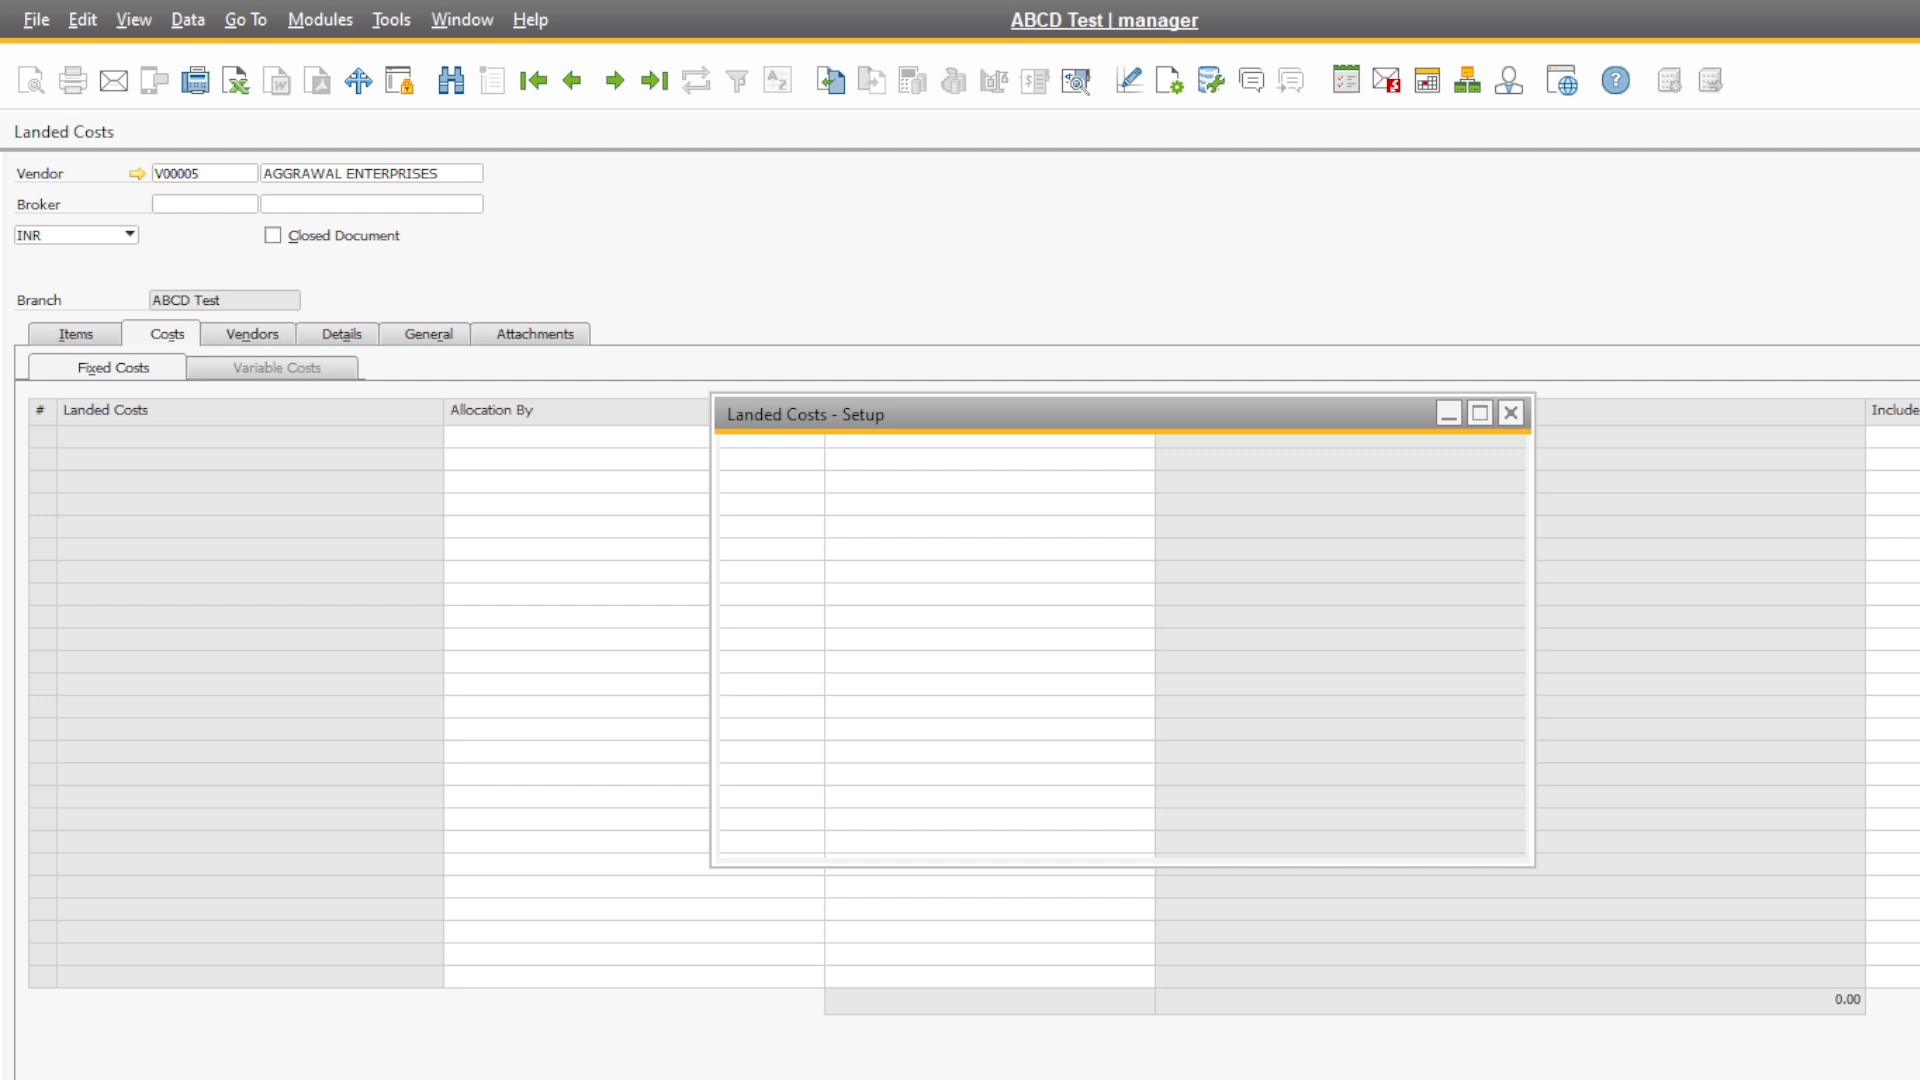 File Edit View Data Go To Modules Tools Window Help
ABCD Test | manager
Landed Costs
Vendor V00005 AGGRAWAL ENTERPRISES
Broker
INR Closed Document
Branch ABCD Test
Items Costs Vendors Details General Attachments
Fixed Costs Variable Costs
# Landed Costs Allocation By Include
Landed Costs - Setup
0.00